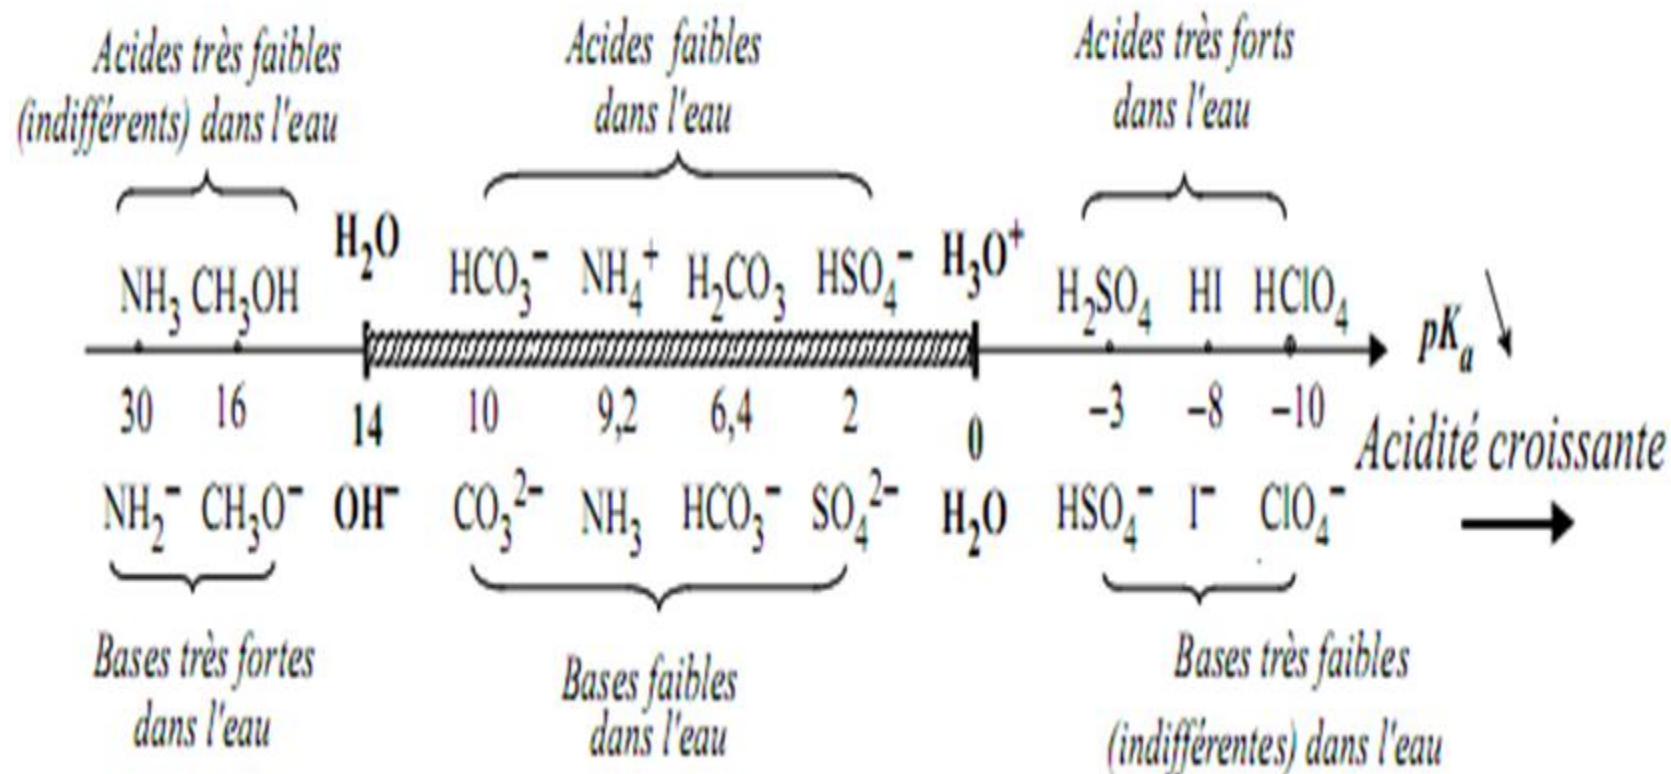 Acides très faibles
(indifférents) dans l'eau
Acides faibles
dans l'eau
Acides très forts
dans l'eau
NH₃ CH₃OH H₂O HCO₃⁻ NH₄⁺ H₂CO₃ HSO₄⁻ H₃O⁺ H₂SO₄ HI HClO₄
pKₐ
30 16 14 10 9,2 6,4 2 0 –3 –8 –10
Acidité croissante
NH₂⁻ CH₃O⁻ OH⁻ CO₃²⁻ NH₃ HCO₃⁻ SO₄²⁻ H₂O HSO₄⁻ I⁻ ClO₄⁻
Bases très fortes
dans l'eau
Bases faibles
dans l'eau
Bases très faibles
(indifférentes) dans l'eau